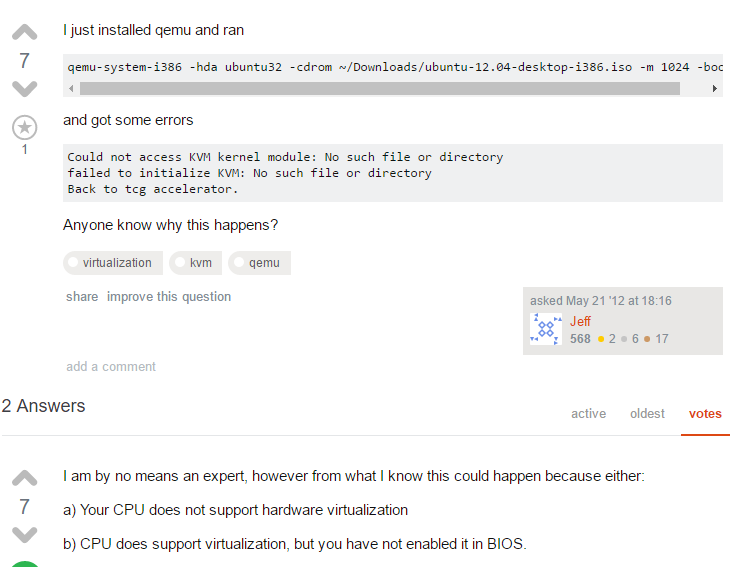 I just installed qemu and ran
7
qemu-system-i386 -hda ubuntu32 -cdrom ~/Downloads/ubuntu-12.04-desktop-i386.iso -m 1024 -boo
and got some errors
1
Could not access KVM kernel module: No such file or directory
failed to initialize KVM: No such file or directory
Back to tcg accelerator.
Anyone know why this happens?
virtualization kvm qemu
share improve this question
asked May 21 '12 at 18:16
Jeff
568 2 6 17
add a comment
2 Answers
active oldest votes
I am by no means an expert, however from what I know this could happen because either:
7
a) Your CPU does not support hardware virtualization
b) CPU does support virtualization, but you have not enabled it in BIOS.